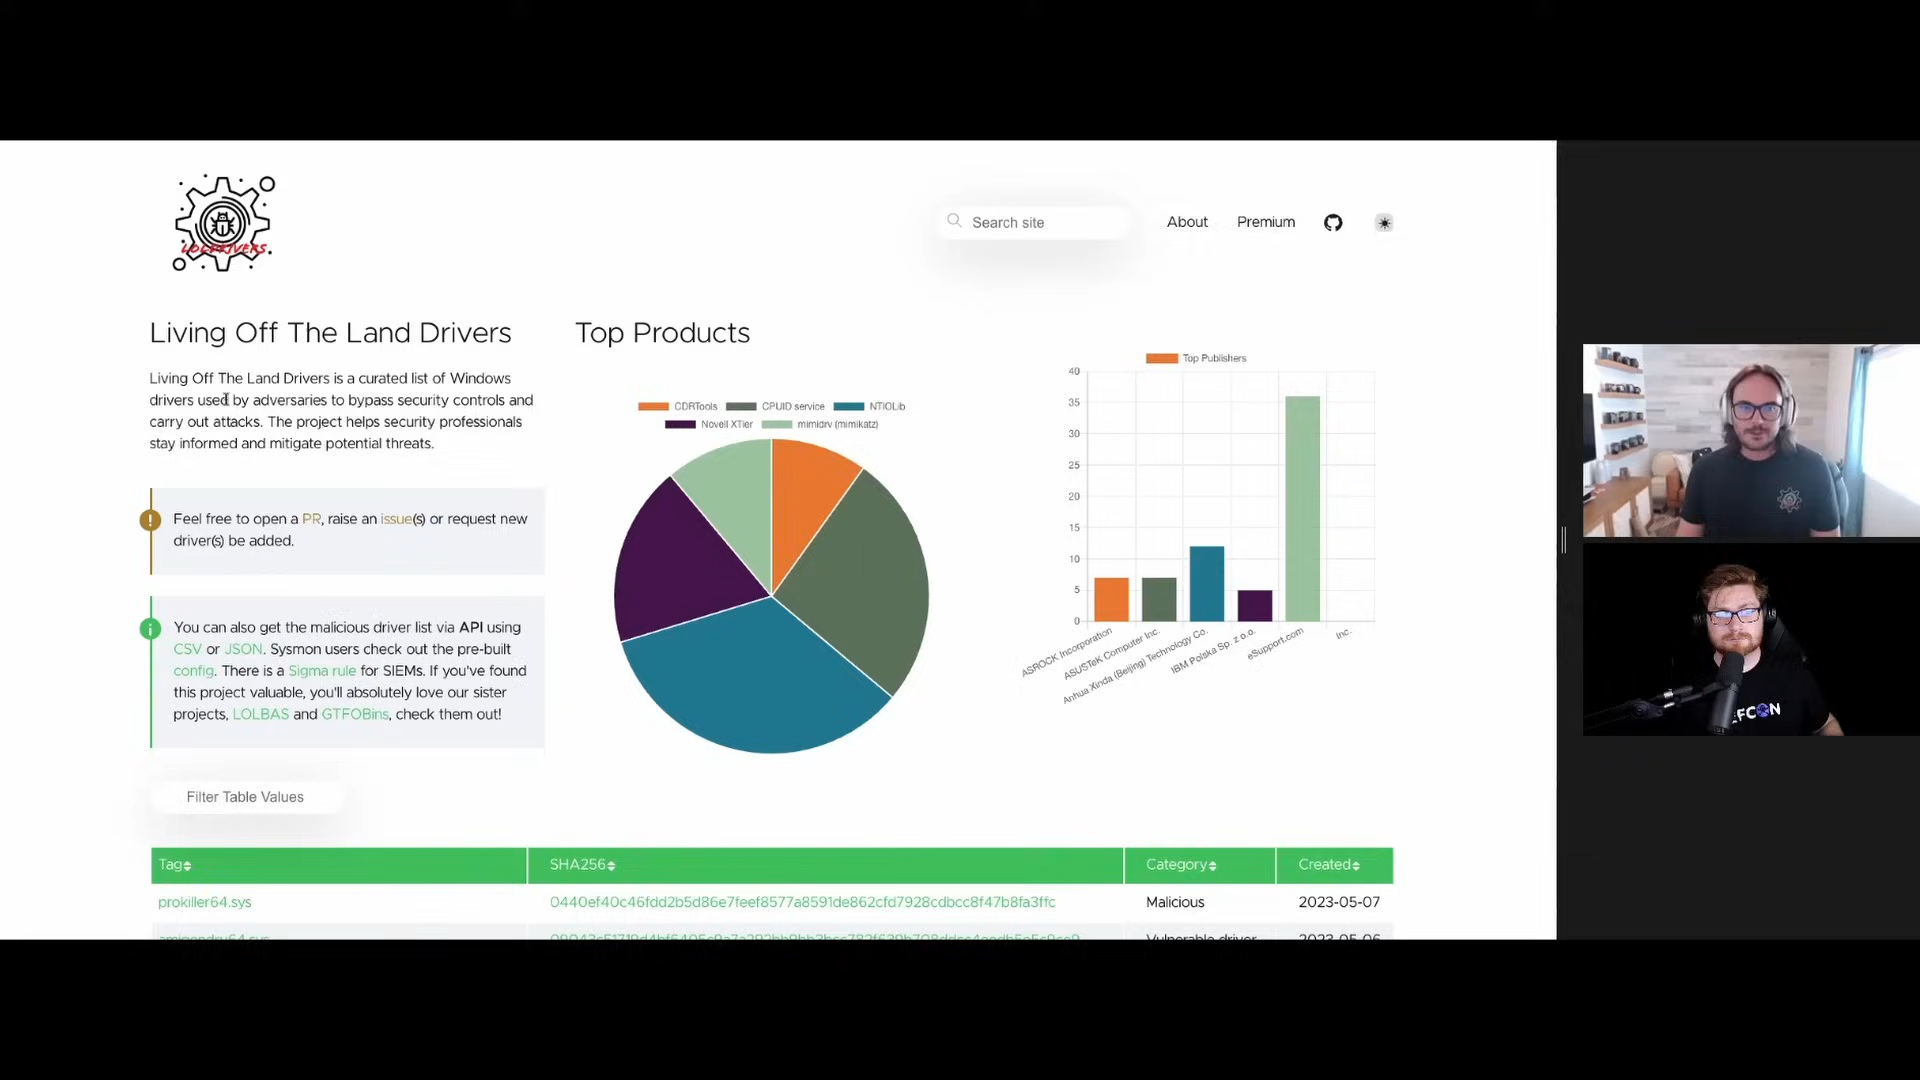 LOLDRIVERS
Search site
About
Premium
Living Off The Land Drivers
Living Off The Land Drivers is a curated list of Windows
drivers used by adversaries to bypass security controls and
carry out attacks. The project helps security professionals
stay informed and mitigate potential threats.
Feel free to open a PR, raise an issue(s) or request new
driver(s) be added.
You can also get the malicious driver list via API using
CSV or JSON. Sysmon users check out the pre-built
config. There is a Sigma rule for SIEMs. If you've found
this project valuable, you'll absolutely love our sister
projects, LOLBAS and GTFOBins, check them out!
Top Products
CDRTools CPUID service NTIOLib
Novell XTier mimidrv (mimikatz)
Top Publishers
40
35
30
25
20
15
10
5
0
ASROCK Incorporation
ASUSTeK Computer Inc.
Anhua Xinda (Beijing) Technology Co.
IBM Polska Sp. z o.o.
eSupport.com
Inc.
Filter Table Values
Tag SHA256 Category Created
prokiller64.sys 0440ef40c46fdd2b5d86e7feef8577a8591de862cfd7928cdbcc8f47b8fa3ffc Malicious 2023-05-07
Vulnerable driver 2023-05-06
EFCON